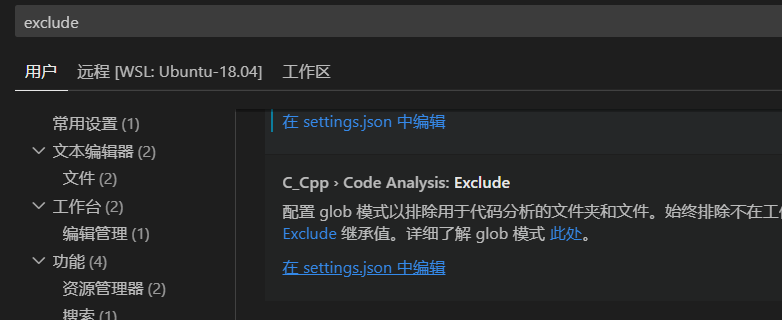 exclude
用户 远程 [WSL: Ubuntu-18.04] 工作区
常用设置 (1)
文本编辑器 (2)
文件 (2)
工作台 (2)
编辑管理 (1)
功能 (4)
资源管理器 (2)
搜索 (1)
在 settings.json 中编辑
C_Cpp › Code Analysis: Exclude
配置 glob 模式以排除用于代码分析的文件夹和文件。始终排除不在工作
Exclude 继承值。详细了解 glob 模式 此处。
在 settings.json 中编辑